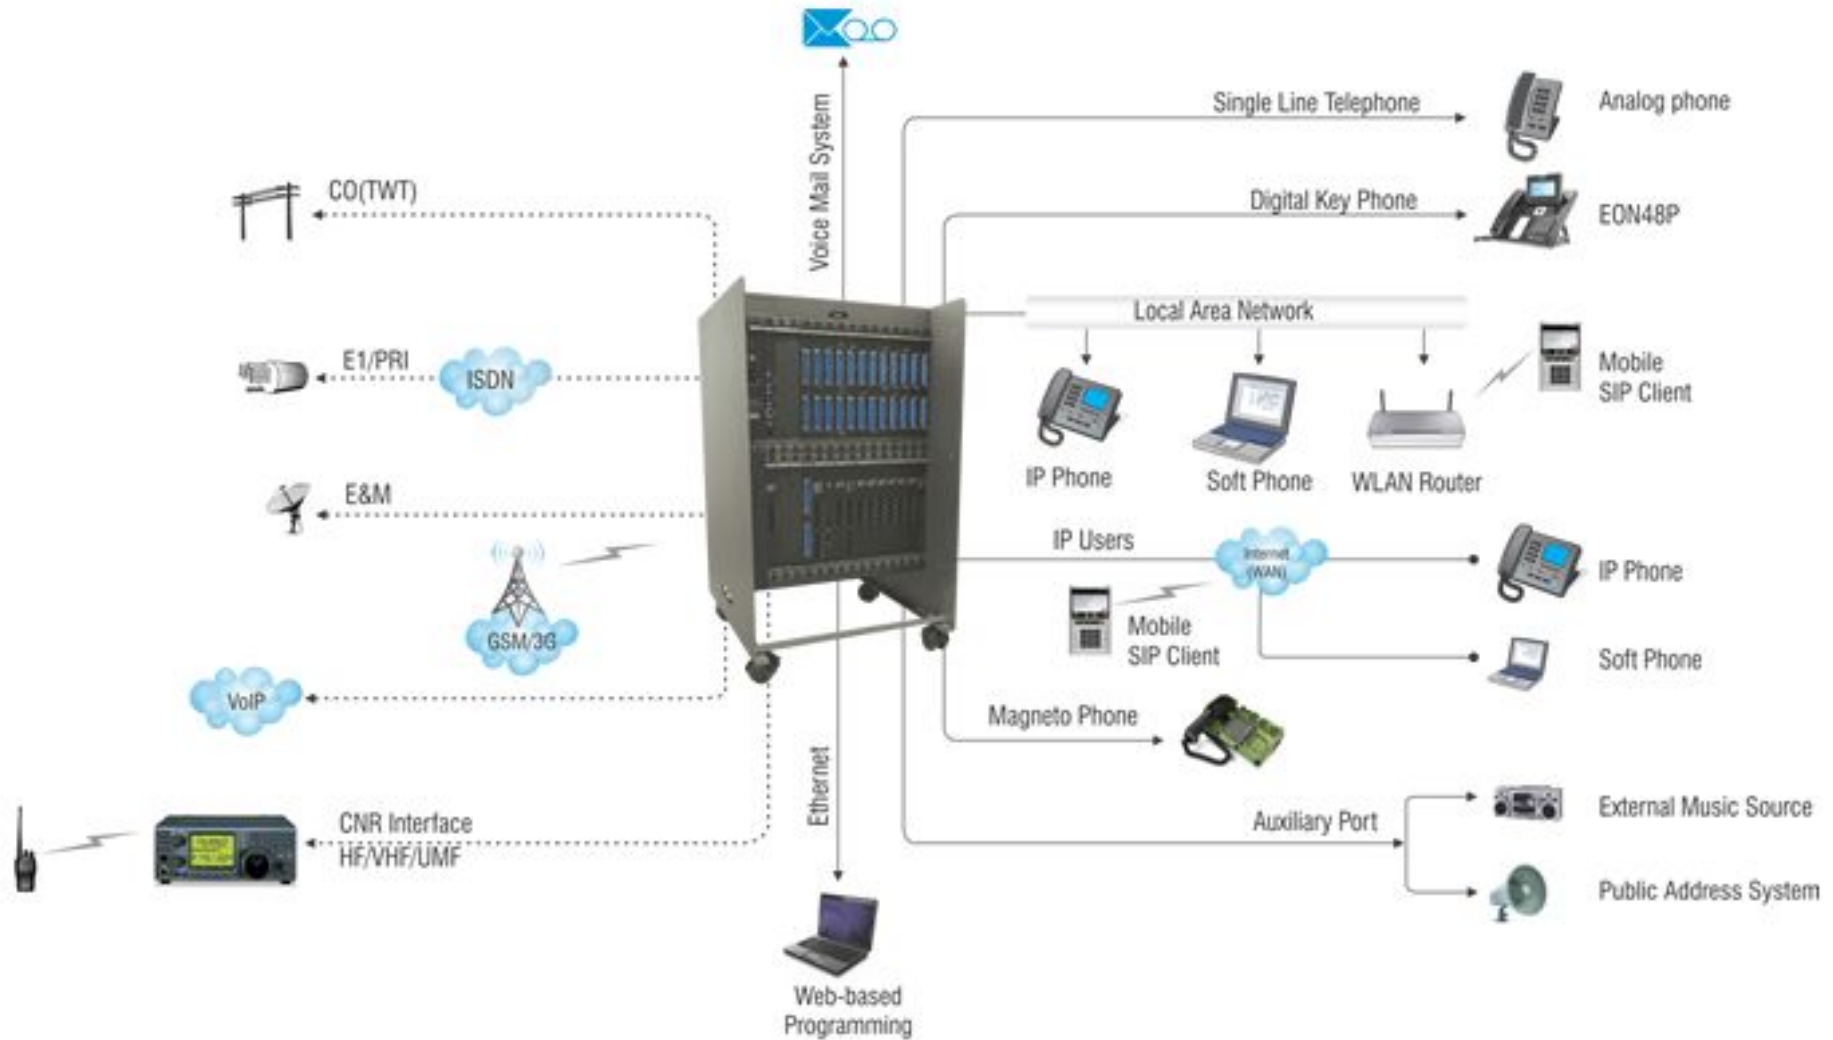 Voice Mail System
Single Line Telephone
Analog phone
CO(TWT)
Digital Key Phone
EON48P
Local Area Network
E1/PRI
ISDN
Mobile
SIP Client
IP Phone
Soft Phone
WLAN Router
E&M
IP Users
Internet
(WAN)
IP Phone
GSM/3G
Mobile
SIP Client
Soft Phone
VoIP
Magneto Phone
Ethernet
CNR Interface
HF/VHF/UMF
Auxiliary Port
External Music Source
Public Address System
Web-based
Programming